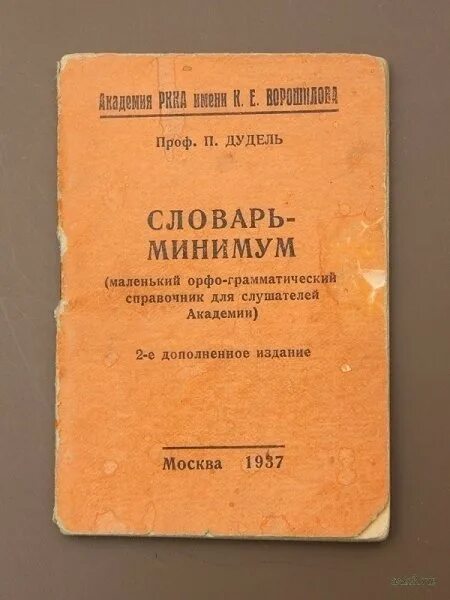 Академия РККА имени К. Е. ВОРОШИЛОВА
Проф. П. ДУДЕЛЬ
СЛОВАРЬ-
МИНИМУМ
(маленький орфо-грамматический
справочник для слушателей
Академии)
2-е дополненное издание
Москва 1937